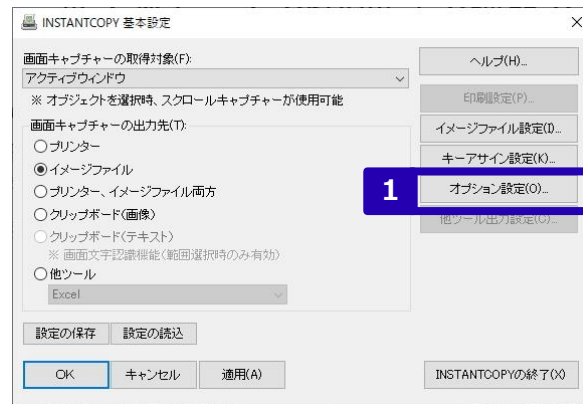 INSTANTCOPY 基本設定
画面キャプチャーの取得対象(F):
アクティブウィンドウ
※ オブジェクトを選択時、スクロールキャプチャーが使用可能
画面キャプチャーの出力先(T):
○プリンター
◉イメージファイル
○プリンター、イメージファイル両方
○クリップボード(画像)
○クリップボード(テキスト)
※ 画面文字認識機能(範囲選択時のみ有効)
○他ツール
Excel
設定の保存 設定の読込
OK キャンセル 適用(A)
ヘルプ(H)...
印刷設定(P)...
イメージファイル設定(I)...
キーアサイン設定(K)...
1 オプション設定(O)...
他ツール出力設定(C)...
INSTANTCOPYの終了(X)